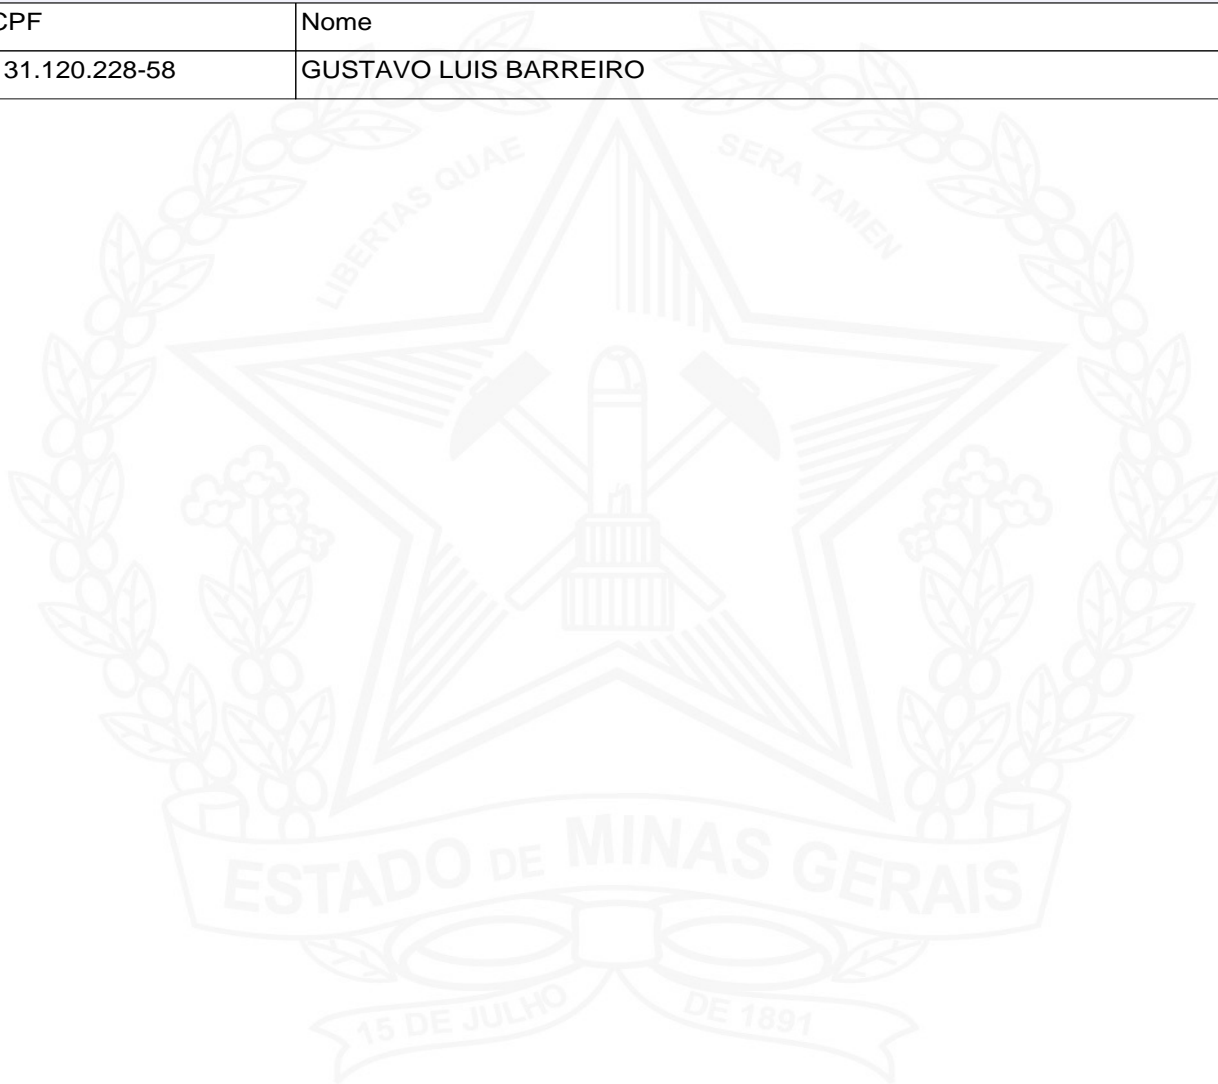 CPF Nome
31.120.228-58 GUSTAVO LUIS BARREIRO
LIBERTAS QUAE SERA TAMEN
ESTADO DE MINAS GERAIS
15 DE JULHO DE 1891